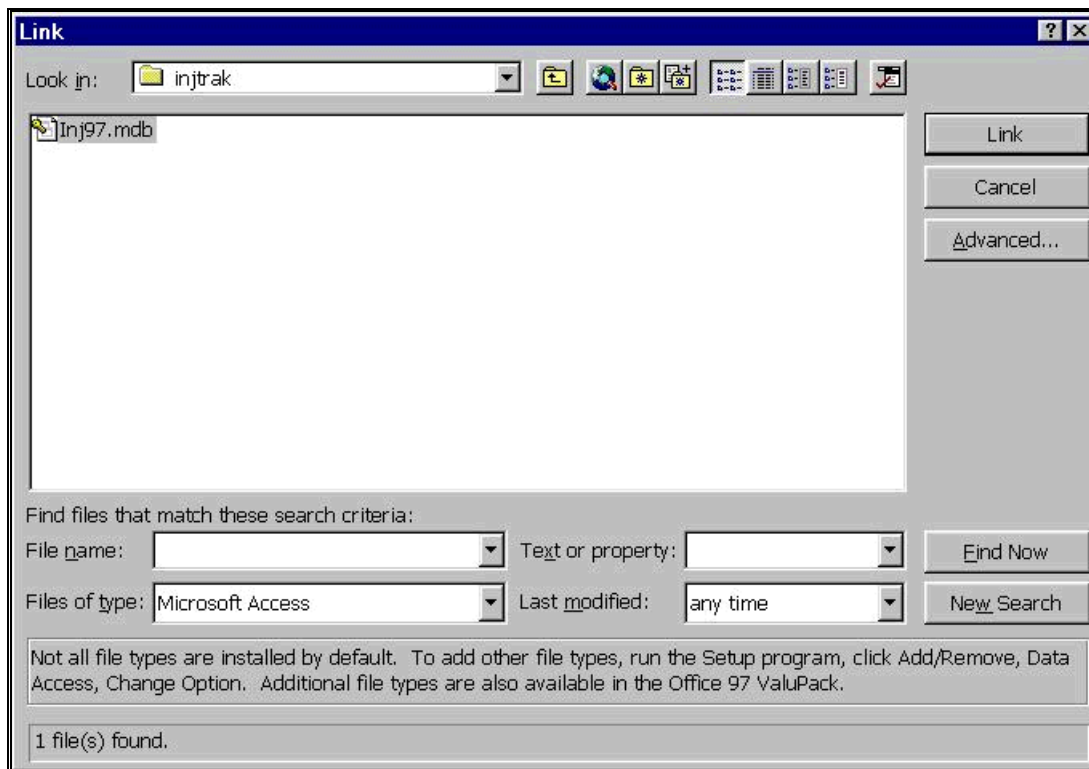 Link
Look in: injtrak
Inj97.mdb
Link
Cancel
Advanced...
Find files that match these search criteria:
File name: Text or property: Find Now
Files of type: Microsoft Access Last modified: any time New Search
Not all file types are installed by default. To add other file types, run the Setup program, click Add/Remove, Data
Access, Change Option. Additional file types are also available in the Office 97 ValuPack.
1 file(s) found.